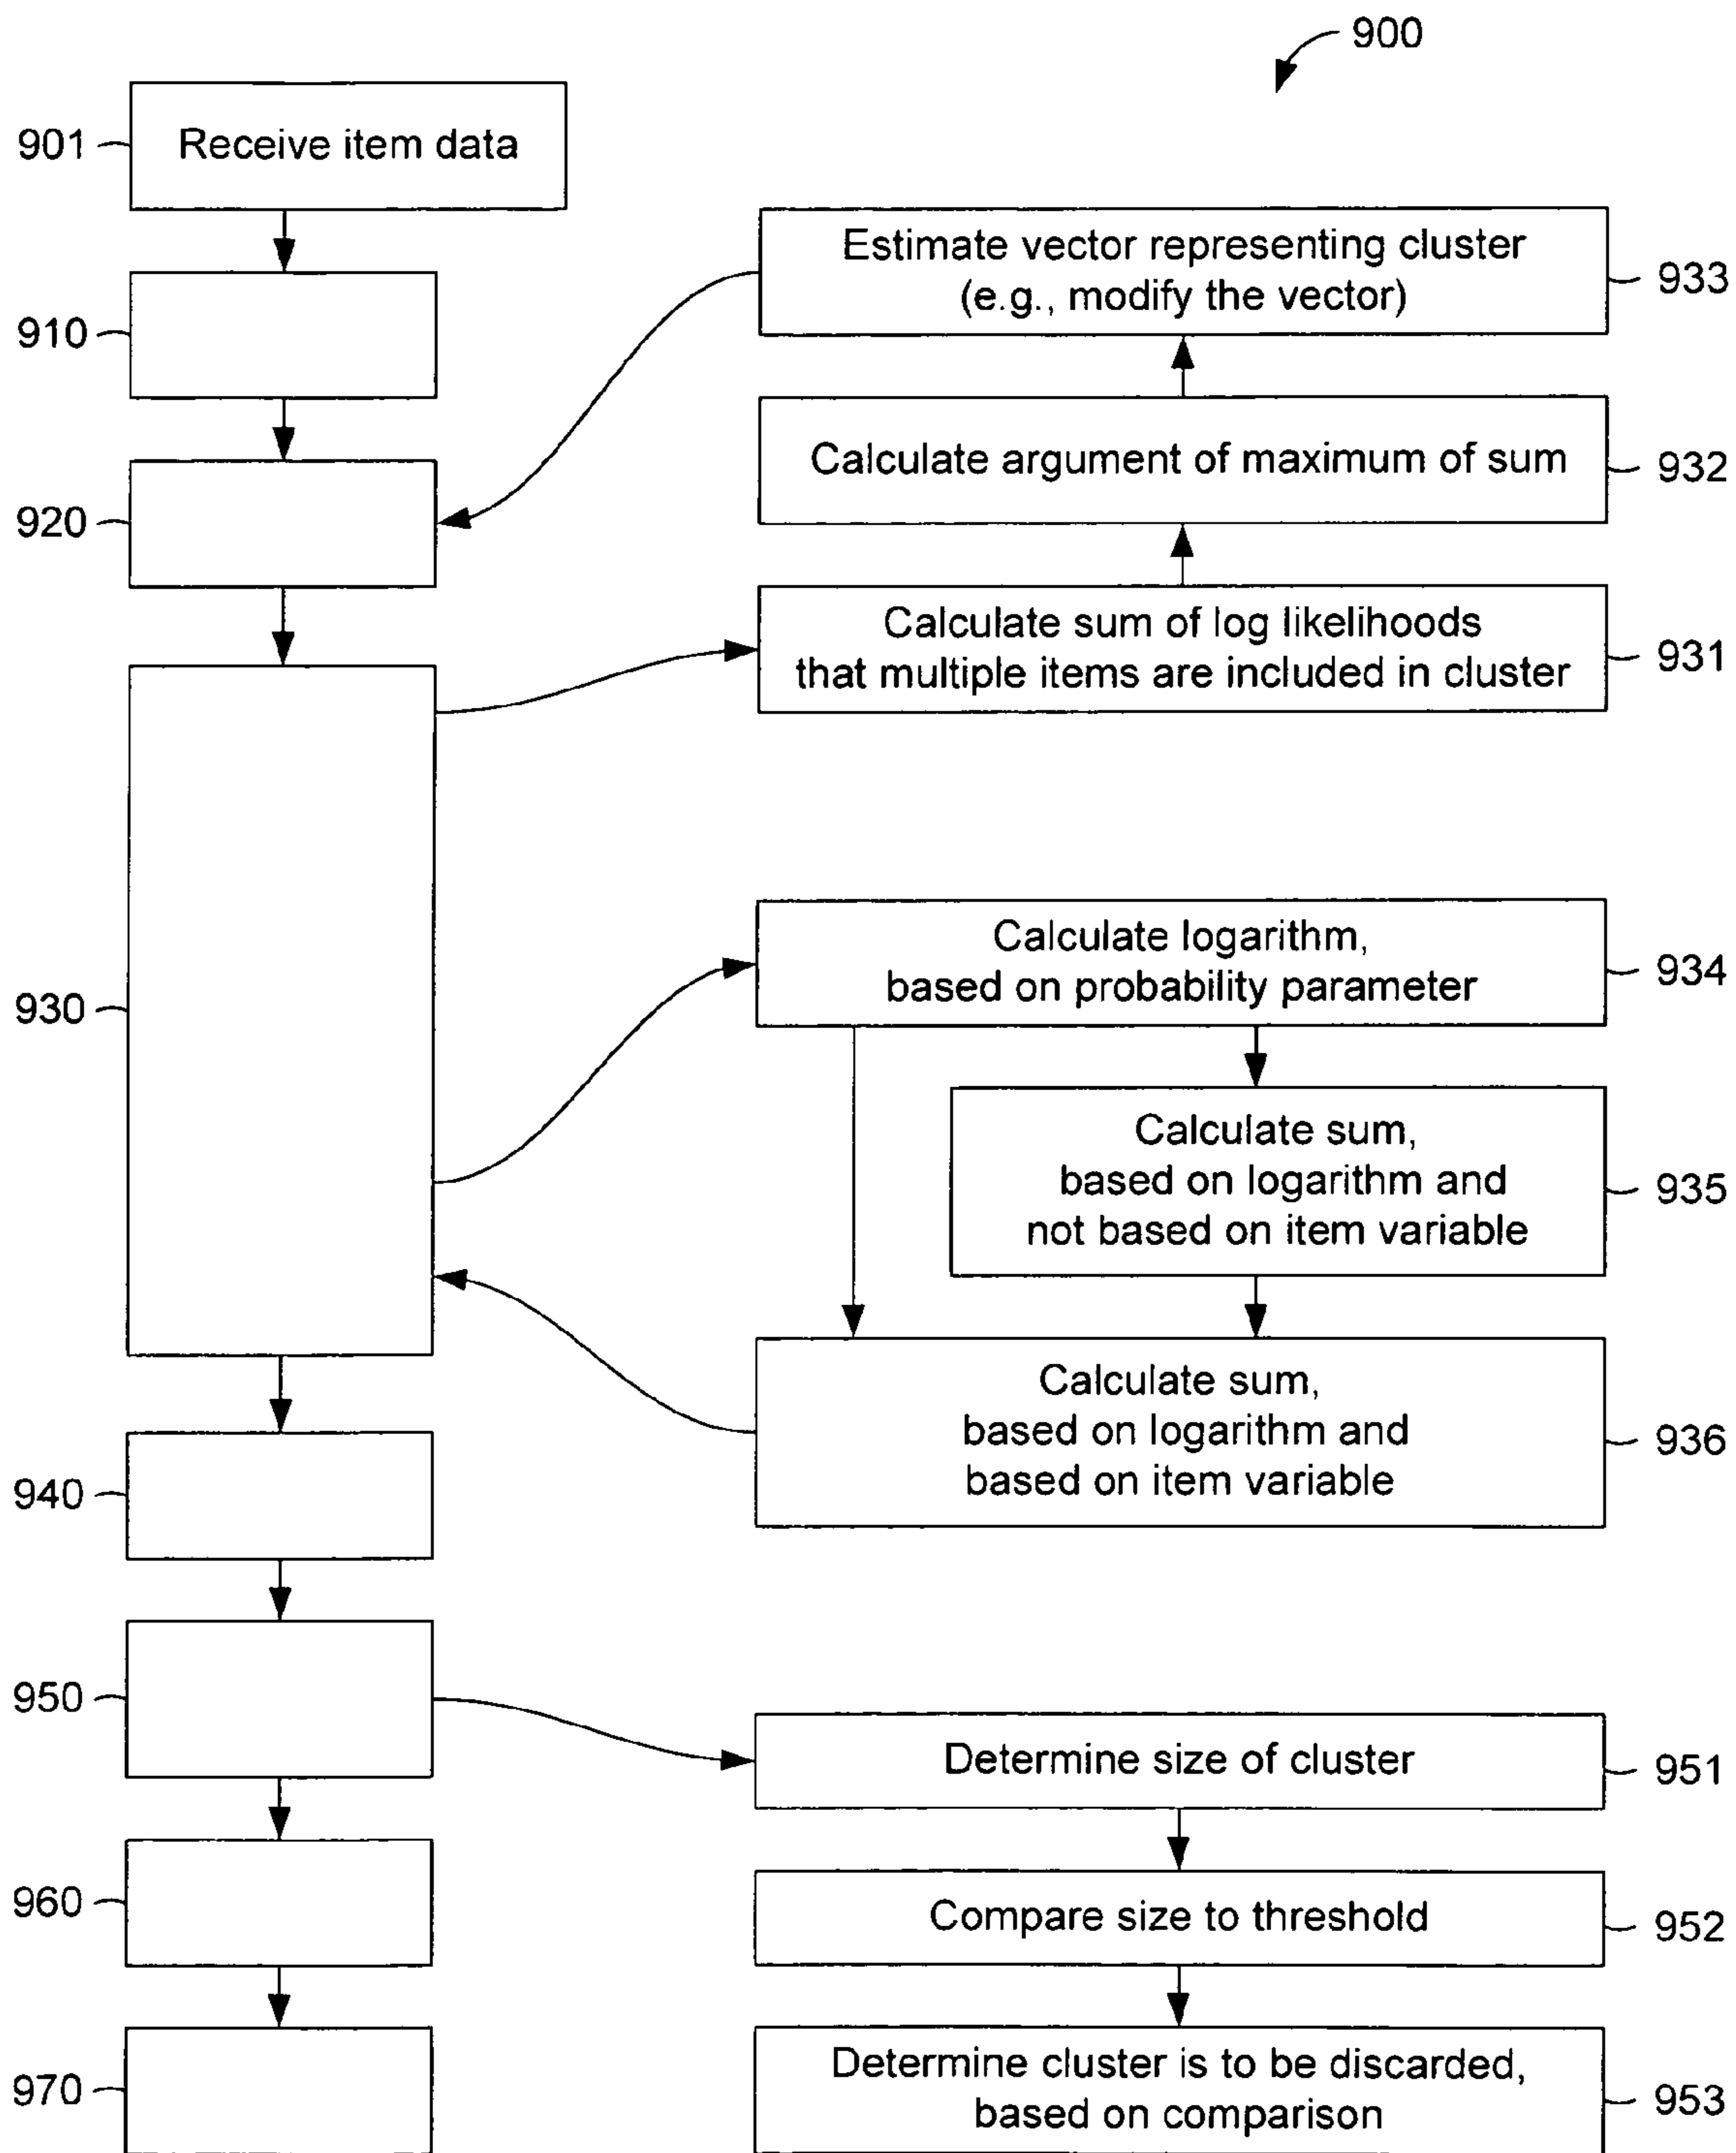 900
901
Receive item data
910
920
Estimate vector representing cluster
(e.g., modify the vector)
933
Calculate argument of maximum of sum
932
Calculate sum of log likelihoods
that multiple items are included in cluster
931
930
Calculate logarithm,
based on probability parameter
934
Calculate sum,
based on logarithm and
not based on item variable
935
Calculate sum,
based on logarithm and
based on item variable
936
940
950
Determine size of cluster
951
960
Compare size to threshold
952
970
Determine cluster is to be discarded,
based on comparison
953